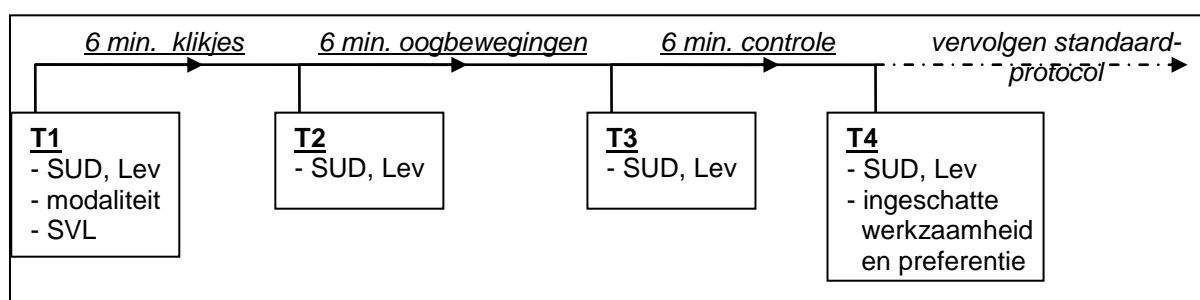 6 min. klikjes
6 min. oogbewegingen
6 min. controle
vervolgen standaard-
protocol
T1
- SUD, Lev
- modaliteit
- SVL
T2
- SUD, Lev
T3
- SUD, Lev
T4
- SUD, Lev
- ingeschatte
werkzaamheid
en preferentie